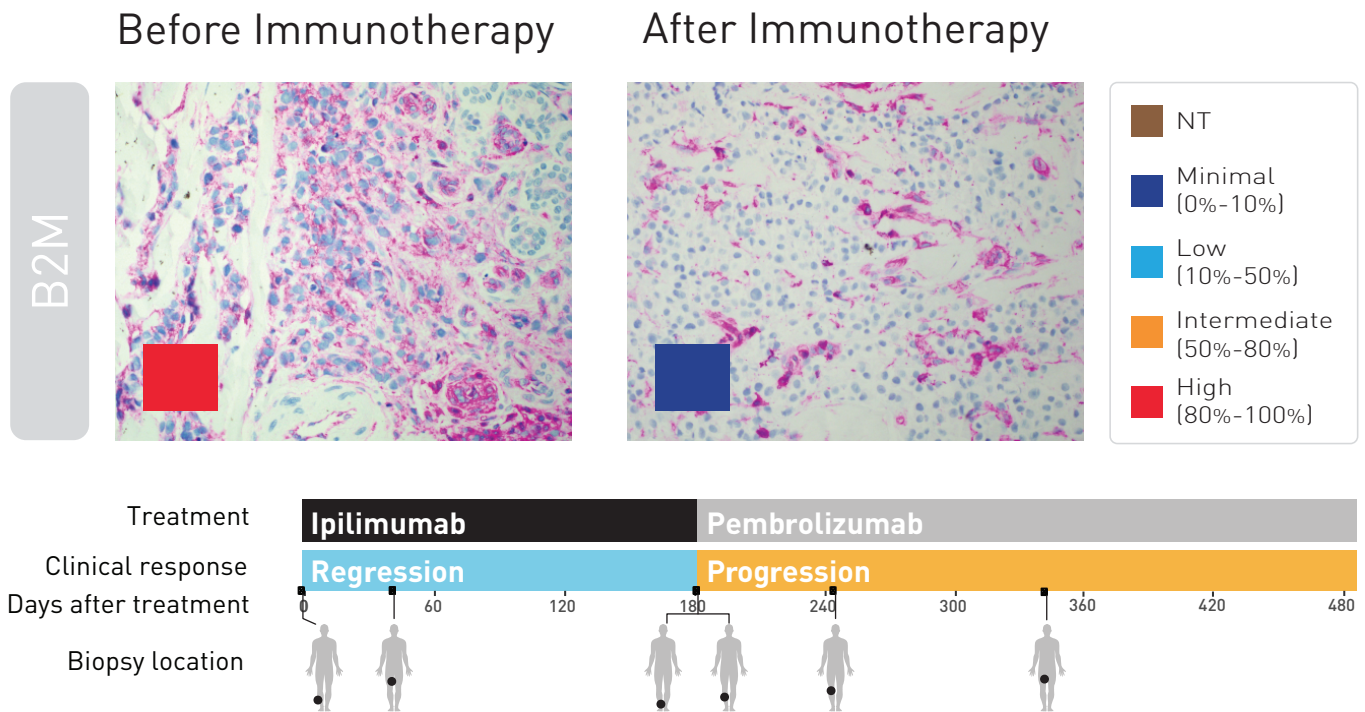 Before Immunotherapy
After Immunotherapy
B2M
NT
Minimal
(0%-10%)
Low
(10%-50%)
Intermediate
(50%-80%)
High
(80%-100%)
Treatment
Ipilimumab
Pembrolizumab
Clinical response
Regression
Progression
Days after treatment
0 60 120 180 240 300 360 420 480
Biopsy location